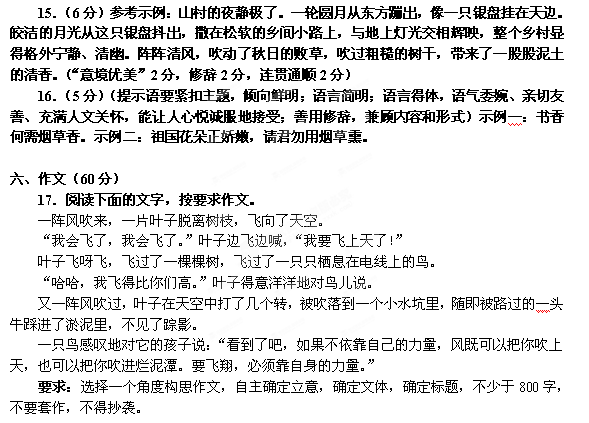 15．（6分）参考示例：山村的夜静极了。一轮圆月从东方蹦出，像一只银盘挂在天边。
皎洁的月光从这只银盘抖出，撒在松软的乡间小路上，与地上灯光交相辉映，整个乡村显
得格外宁静、清幽。阵阵清风，吹动了秋日的败草，吹过粗糙的树干，带来了一股股泥土
的清香。（“意境优美”2分，修辞2分，连贯通顺2分）
16．（5分）（提示语要紧扣主题，倾向鲜明；语言简明；语言得体，语气委婉、亲切友
善、充满人文关怀，能让人心悦诚服地接受；善用修辞，兼顾内容和形式）示例一：书香
何需烟草香。示例二：祖国花朵正娇嫩，请君勿用烟草熏。
六、作文（60分）
17．阅读下面的文字，按要求作文。
一阵风吹来，一片叶子脱离树枝，飞向了天空。
“我会飞了，我会飞了。”叶子边飞边喊，“我要飞上天了！”
叶子飞呀飞，飞过了一棵棵树，飞过了一只只栖息在电线上的鸟。
“哈哈，我飞得比你们高。”叶子得意洋洋地对鸟儿说。
又一阵风吹过，叶子在天空中打了几个转，被吹落到一个小水坑里，随即被路过的一头
牛踩进了淤泥里，不见了踪影。
一只鸟感叹地对它的孩子说：“看到了吧，如果不依靠自己的力量，风既可以把你吹上
天，也可以把你吹进烂泥潭。要飞翔，必须靠自身的力量。”
要求：选择一个角度构思作文，自主确定立意，确定文体，确定标题，不少于800字，
不要套作，不得抄袭。